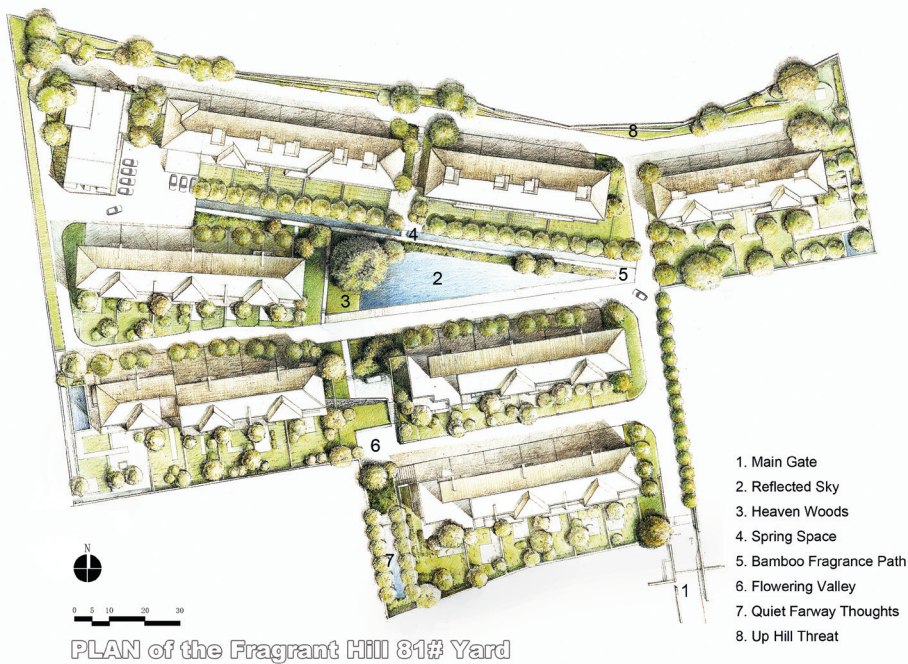 8
4
2
5
3
6
7
1
1. Main Gate
2. Reflected Sky
3. Heaven Woods
4. Spring Space
5. Bamboo Fragrance Path
6. Flowering Valley
7. Quiet Farway Thoughts
8. Up Hill Threat
N
0 5 10 20 30
PLAN of the Fragrant Hill 81# Yard